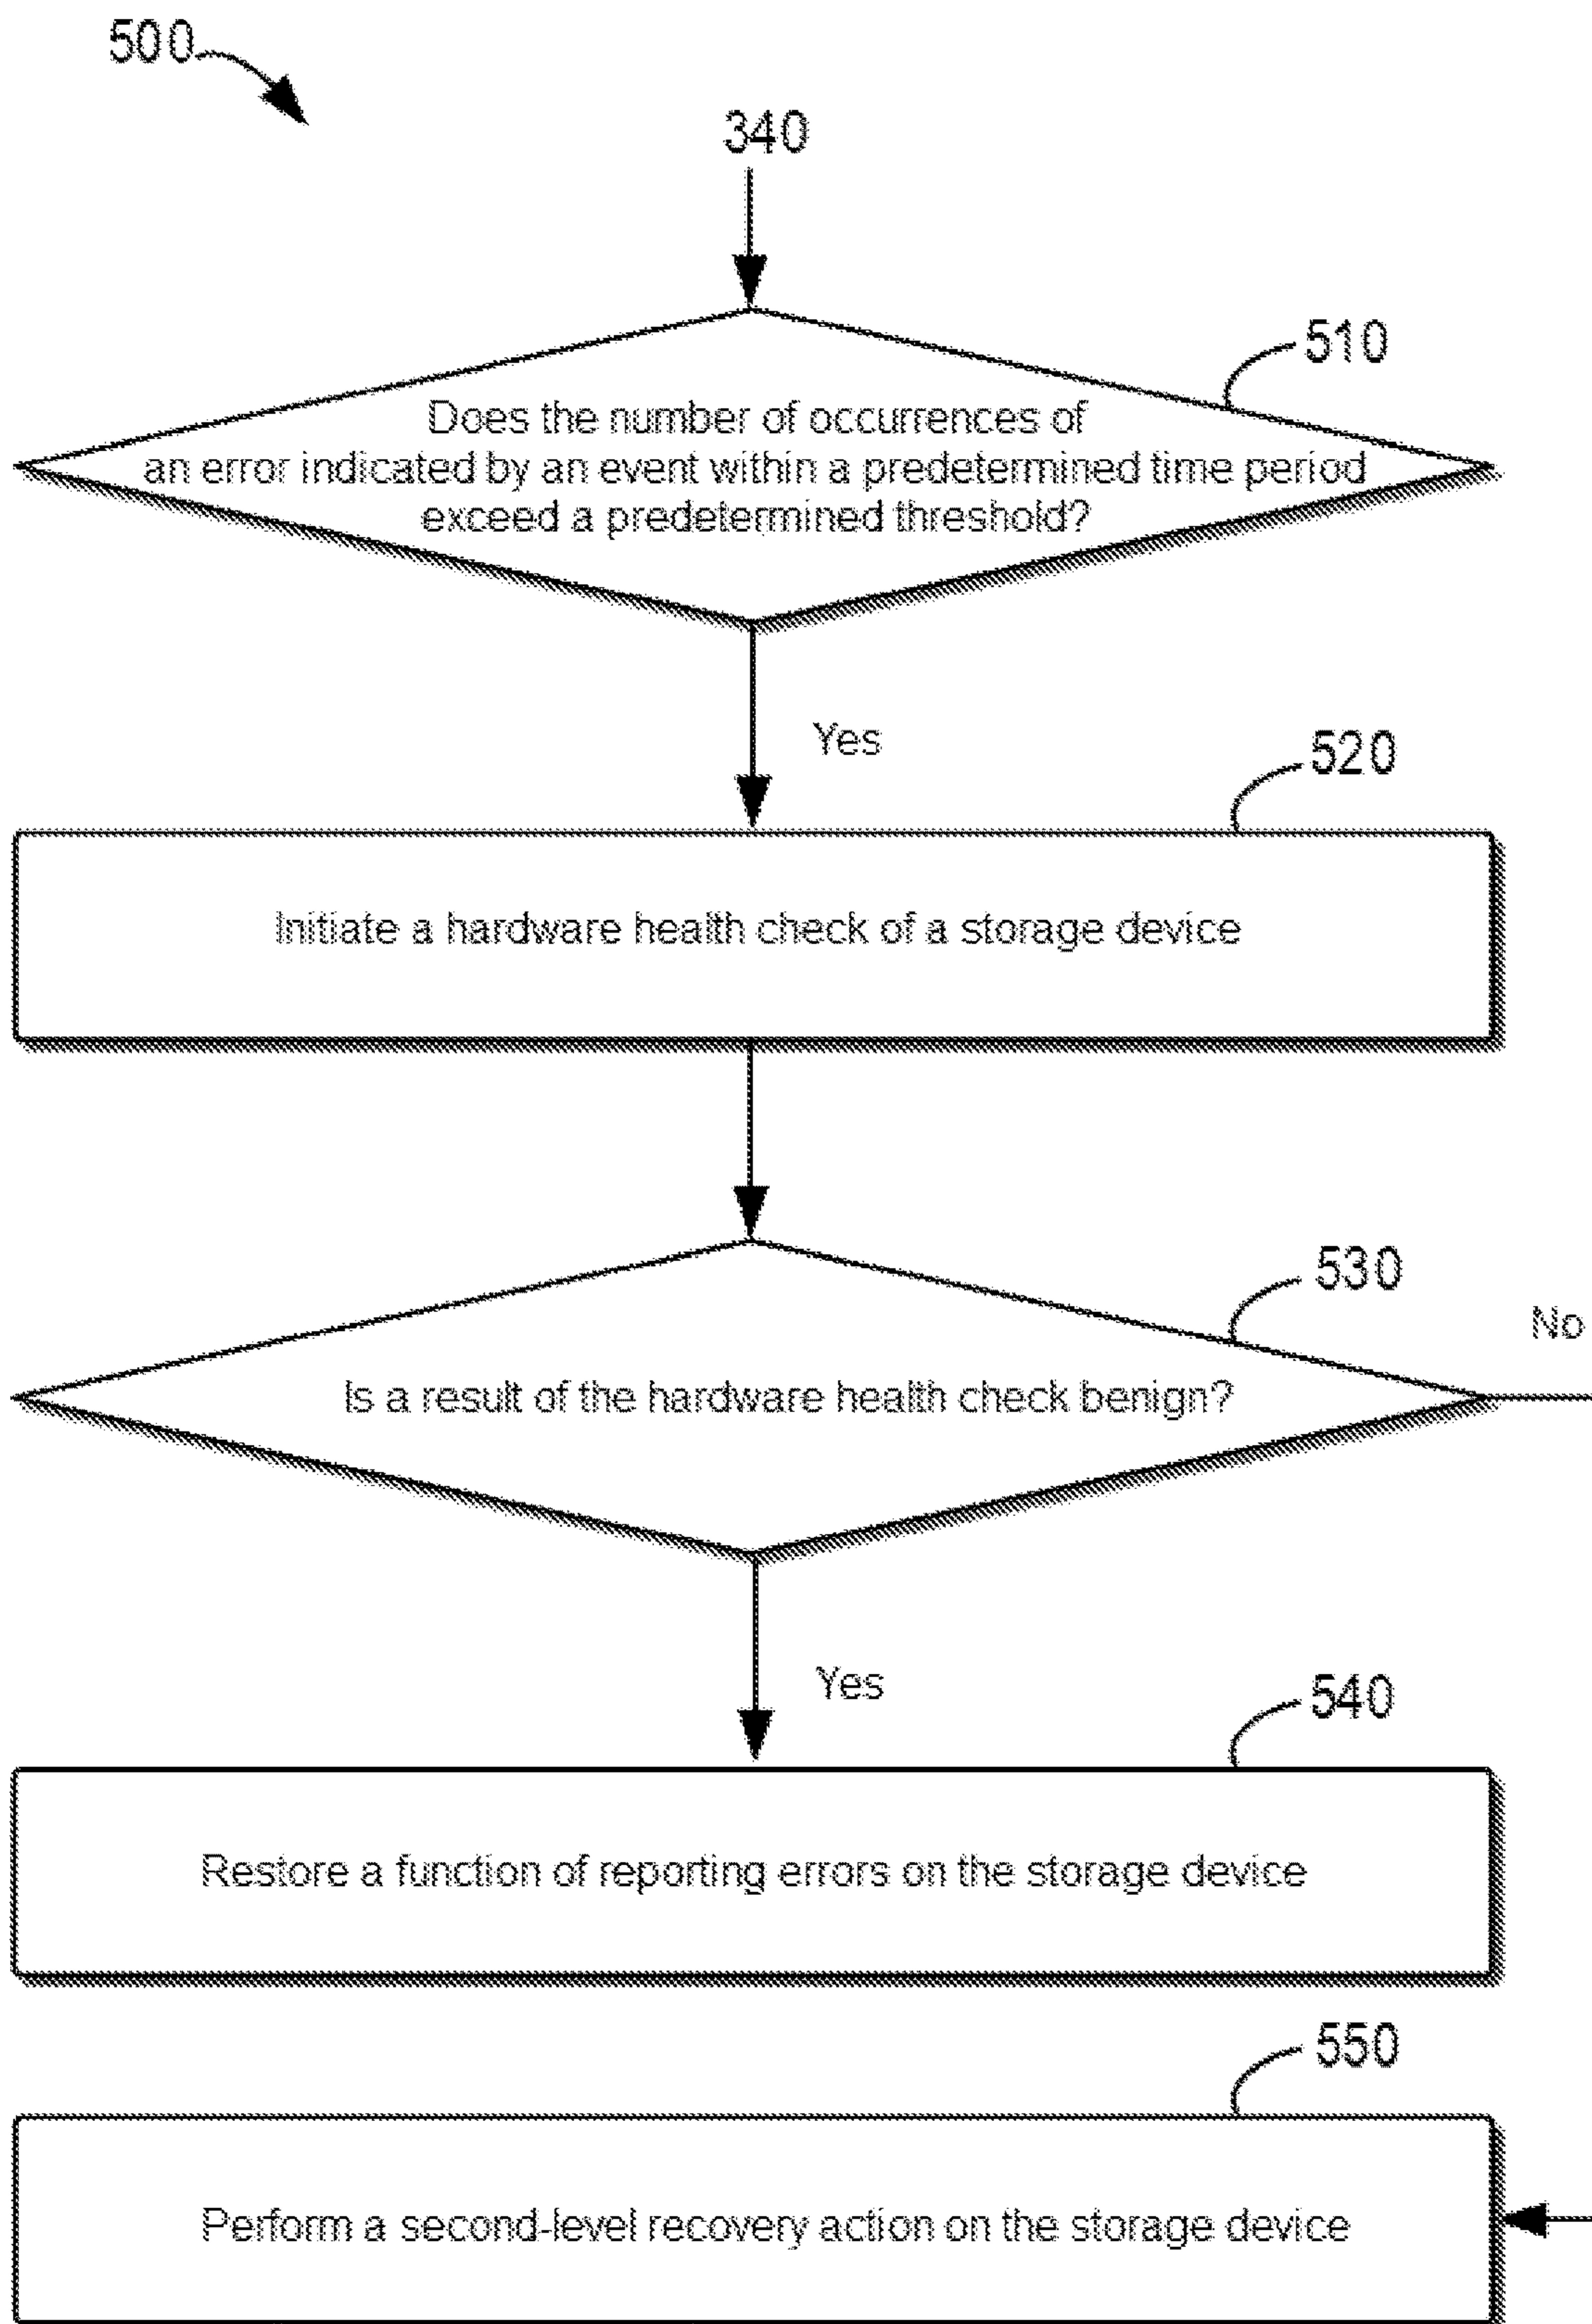 500
340
510
Does the number of occurrences of
an error indicated by an event within a predetermined time period
exceed a predetermined threshold?
Yes
520
Initiate a hardware health check of a storage device
530
No
Is a result of the hardware health check benign?
Yes
540
Restore a function of reporting errors on the storage device
550
Perform a second-level recovery action on the storage device